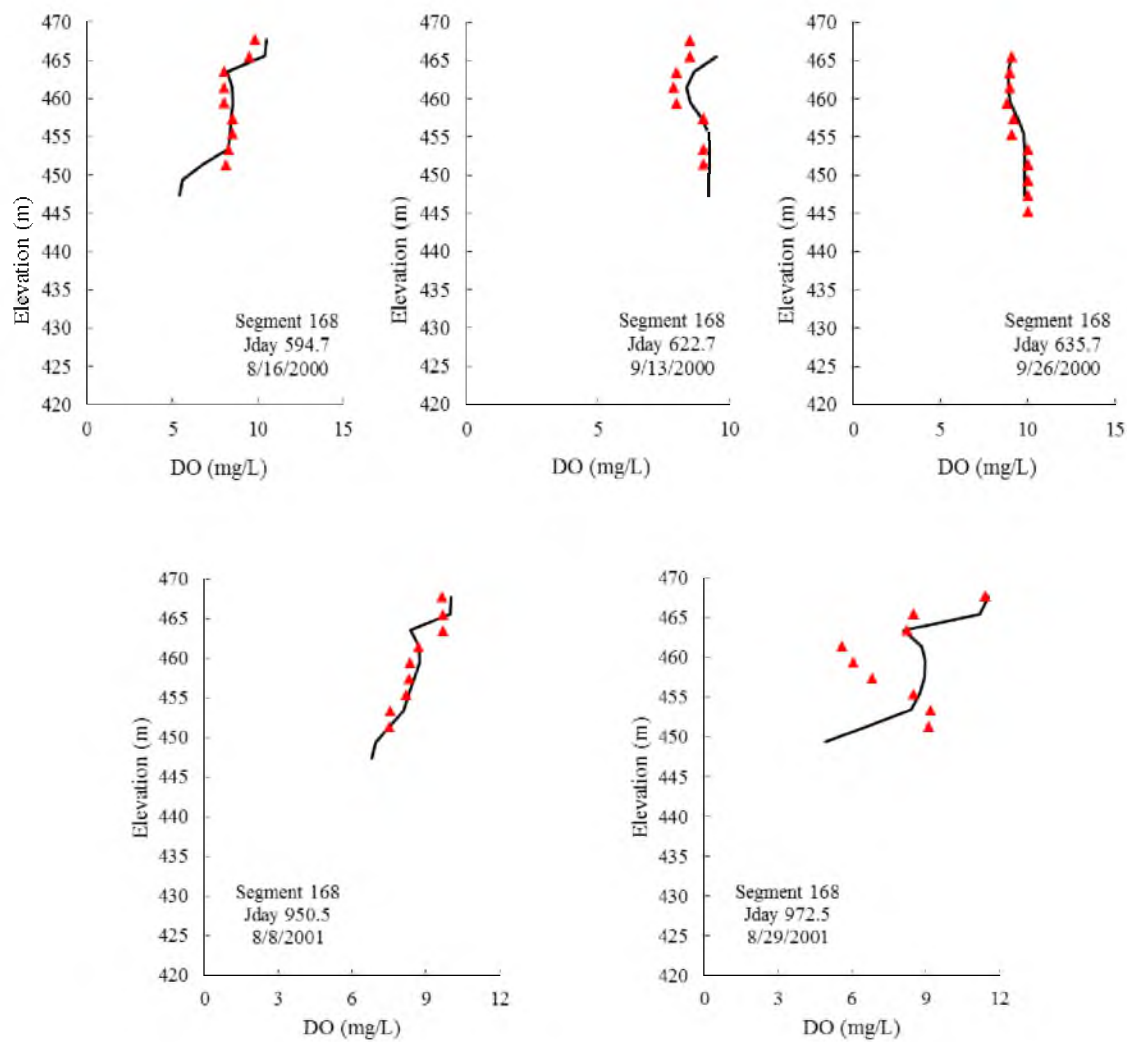 470
465
460
455
450
445
440
435
430
425
420
Elevation (m)
Segment 168
Jday 594.7
8/16/2000
0 5 10 15
DO (mg/L)
470
465
460
455
450
445
440
435
430
425
420
Elevation (m)
Segment 168
Jday 622.7
9/13/2000
0 5 10
DO (mg/L)
470
465
460
455
450
445
440
435
430
425
420
Elevation (m)
Segment 168
Jday 635.7
9/26/2000
0 5 10 15
DO (mg/L)
470
465
460
455
450
445
440
435
430
425
420
Elevation (m)
Segment 168
Jday 950.5
8/8/2001
0 3 6 9 12
DO (mg/L)
470
465
460
455
450
445
440
435
430
425
420
Elevation (m)
Segment 168
Jday 972.5
8/29/2001
0 3 6 9 12
DO (mg/L)